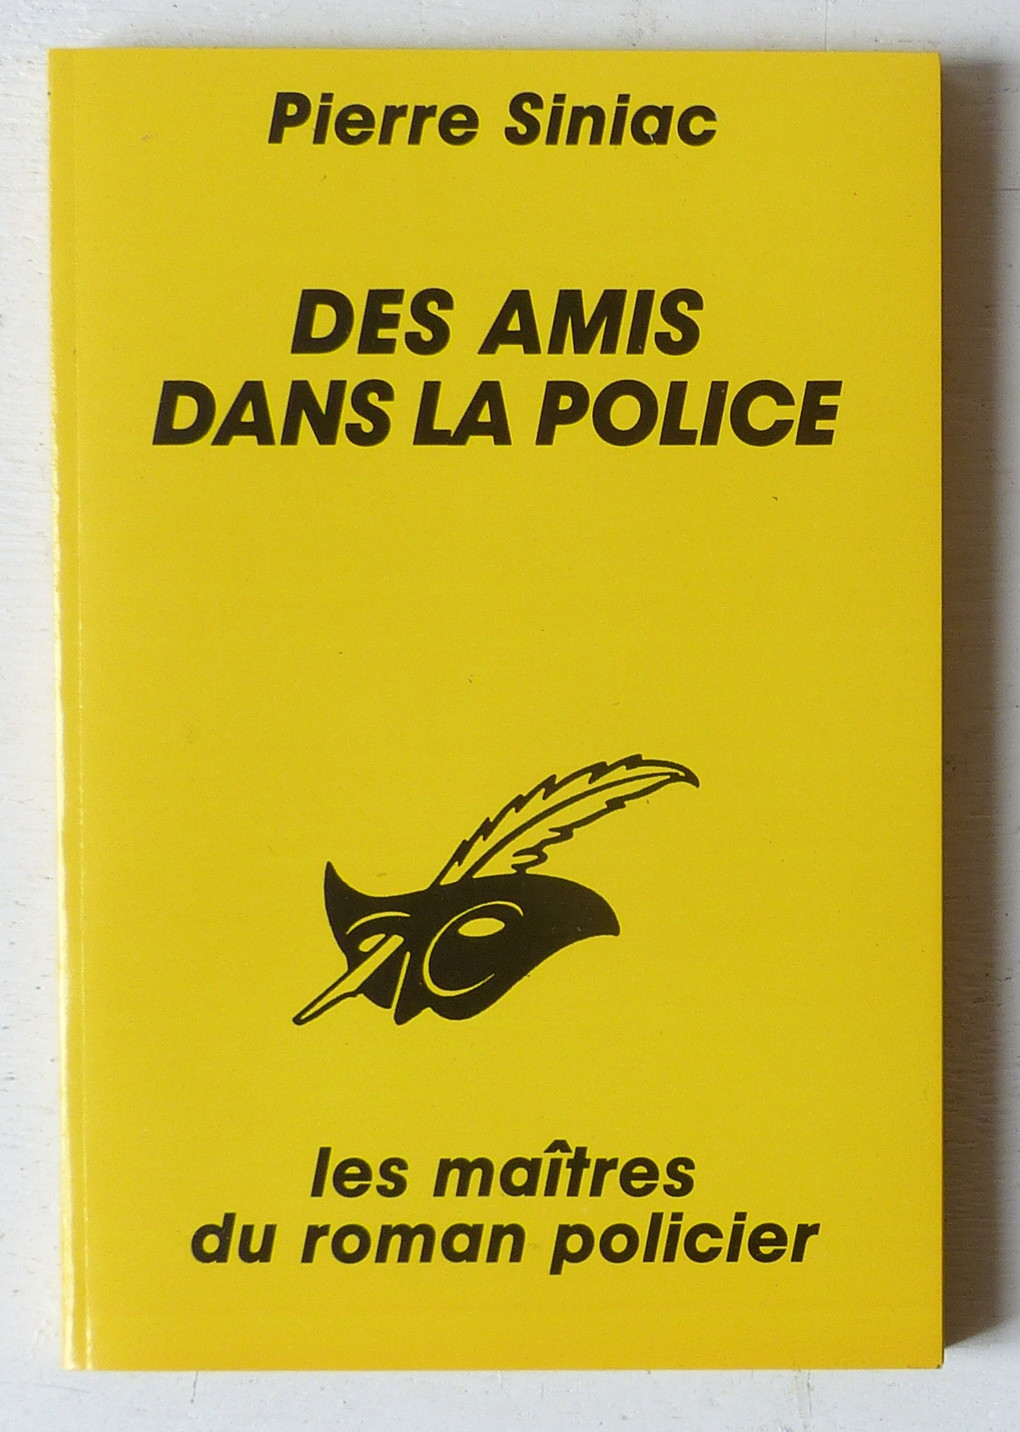 Pierre Siniac
DES AMIS
DANS LA POLICE
les maîtres
du roman policier